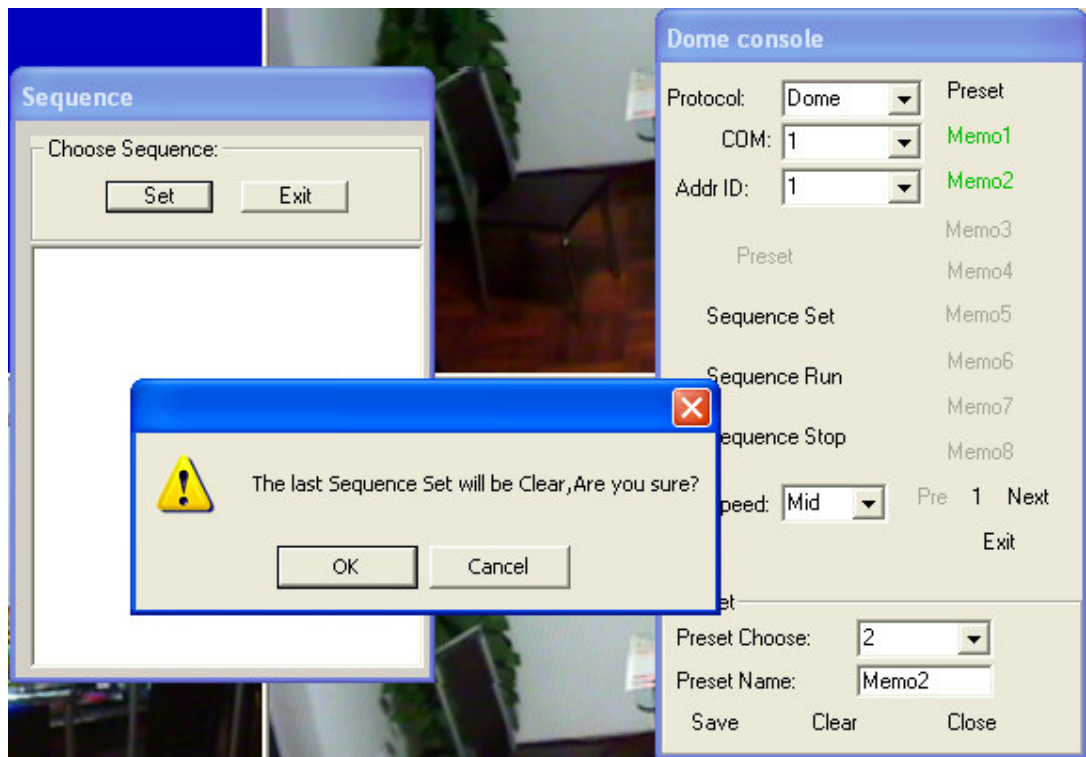 Sequence
Choose Sequence:
Set Exit
The last Sequence Set will be Clear,Are you sure?
OK Cancel
Dome console
Protocol: Dome Preset
COM: 1 Memo1
Addr ID: 1 Memo2
Memo3
Preset
Memo4
Sequence Set Memo5
Memo6
Sequence Run
Memo7
equence Stop
Memo8
peed: Mid Pre 1 Next
Exit
et
Preset Choose: 2
Preset Name: Memo2
Save Clear Close